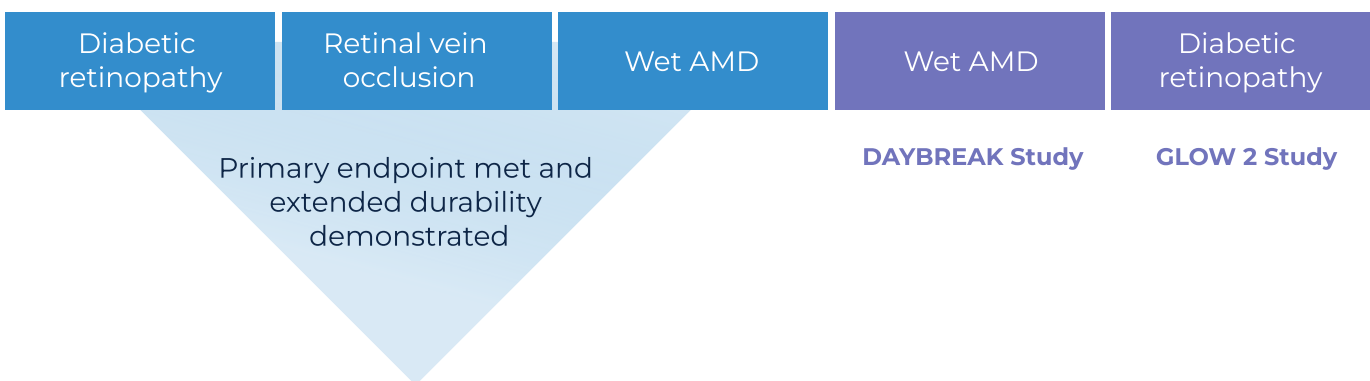 Diabetic
retinopathy
Retinal vein
occlusion
Wet AMD
Wet AMD
Diabetic
retinopathy
Primary endpoint met and
extended durability
demonstrated
DAYBREAK Study
GLOW 2 Study